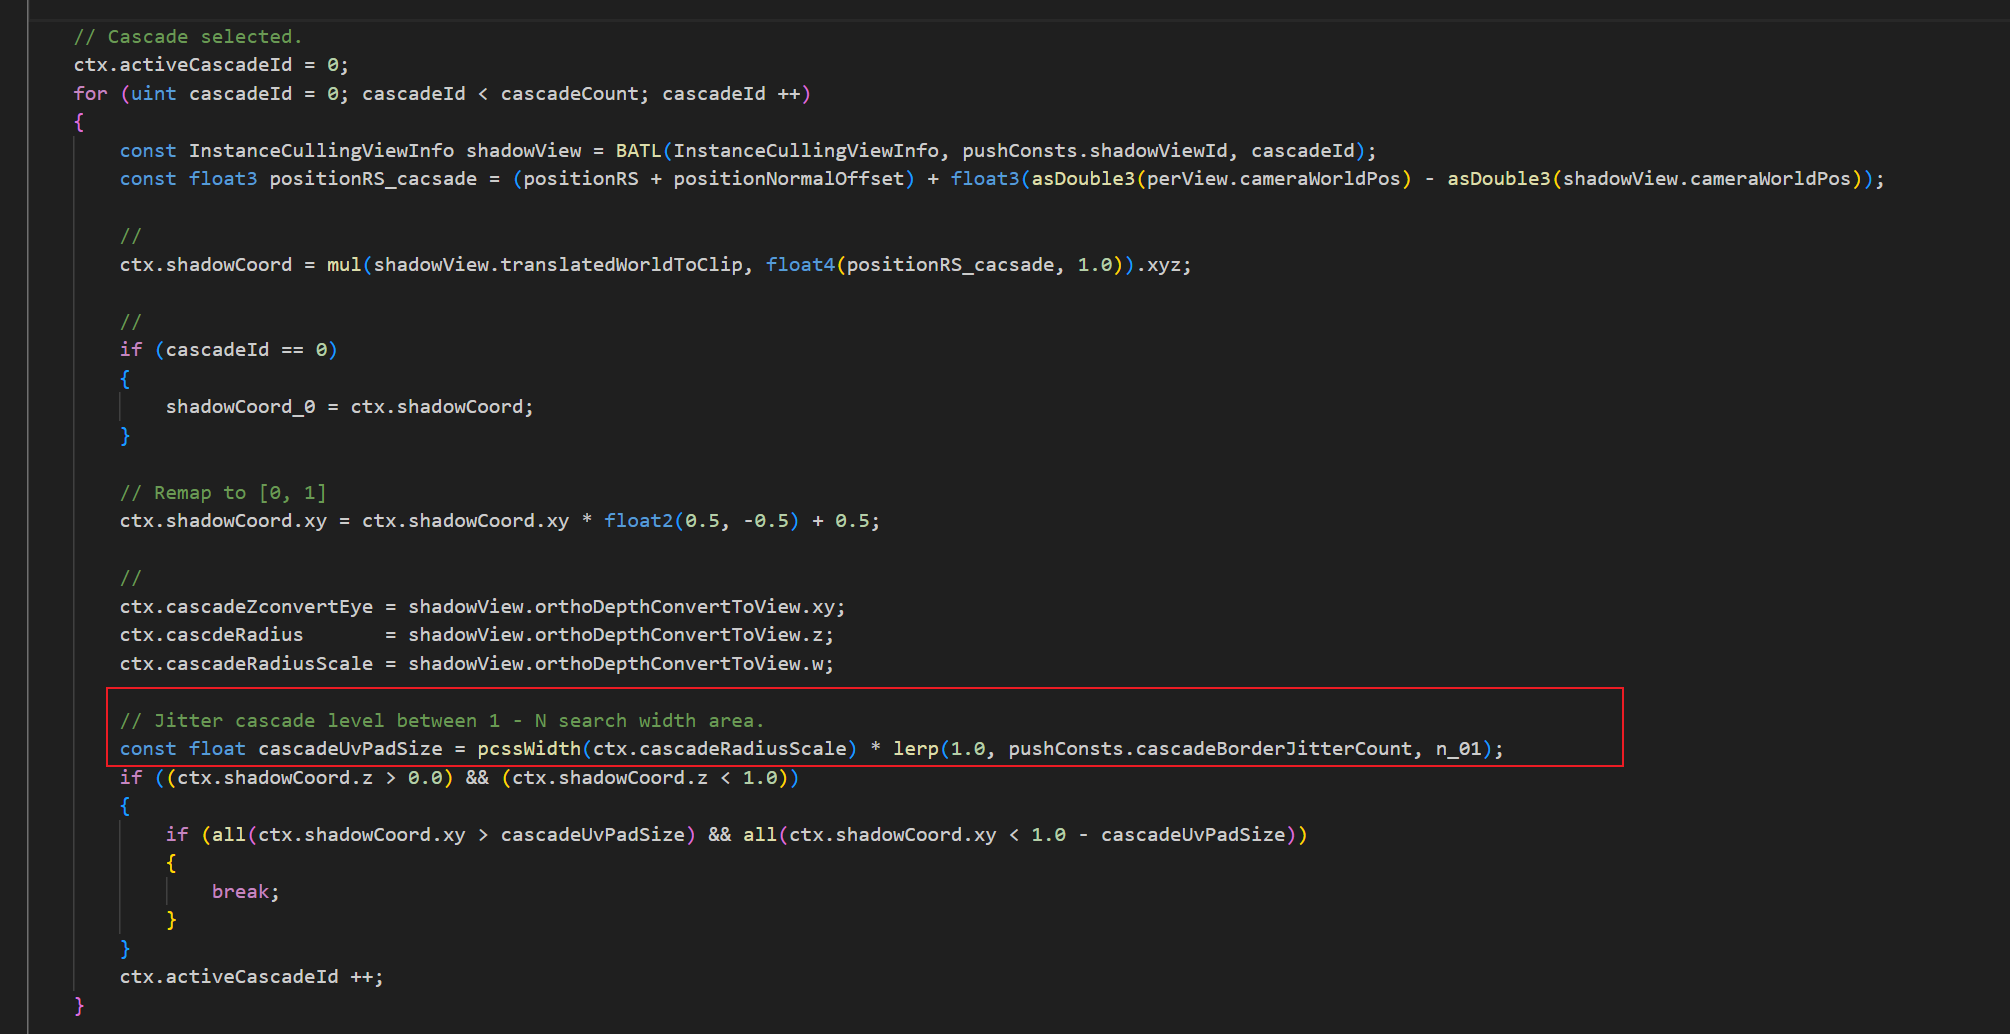 // Cascade selected.
ctx.activeCascadeId = 0;
for (uint cascadeId = 0; cascadeId < cascadeCount; cascadeId ++)
{
const InstanceCullingViewInfo shadowView = BATL(InstanceCullingViewInfo, pushConsts.shadowViewId, cascadeId);
const float3 positionRS_cacsade = (positionRS + positionNormalOffset) + float3(asDouble3(perView.cameraWorldPos) - asDouble3(shadowView.cameraWorldPos));
//
ctx.shadowCoord = mul(shadowView.translatedWorldToClip, float4(positionRS_cacsade, 1.0)).xyz;
//
if (cascadeId == 0)
{
shadowCoord_0 = ctx.shadowCoord;
}
// Remap to [0, 1]
ctx.shadowCoord.xy = ctx.shadowCoord.xy * float2(0.5, -0.5) + 0.5;
//
ctx.cascadeZconvertEye = shadowView.orthoDepthConvertToView.xy;
ctx.cascdeRadius       = shadowView.orthoDepthConvertToView.z;
ctx.cascadeRadiusScale = shadowView.orthoDepthConvertToView.w;
// Jitter cascade level between 1 - N search width area.
const float cascadeUvPadSize = pcssWidth(ctx.cascadeRadiusScale) * lerp(1.0, pushConsts.cascadeBorderJitterCount, n_01);
if ((ctx.shadowCoord.z > 0.0) && (ctx.shadowCoord.z < 1.0))
{
if (all(ctx.shadowCoord.xy > cascadeUvPadSize) && all(ctx.shadowCoord.xy < 1.0 - cascadeUvPadSize))
{
break;
}
}
ctx.activeCascadeId ++;
}